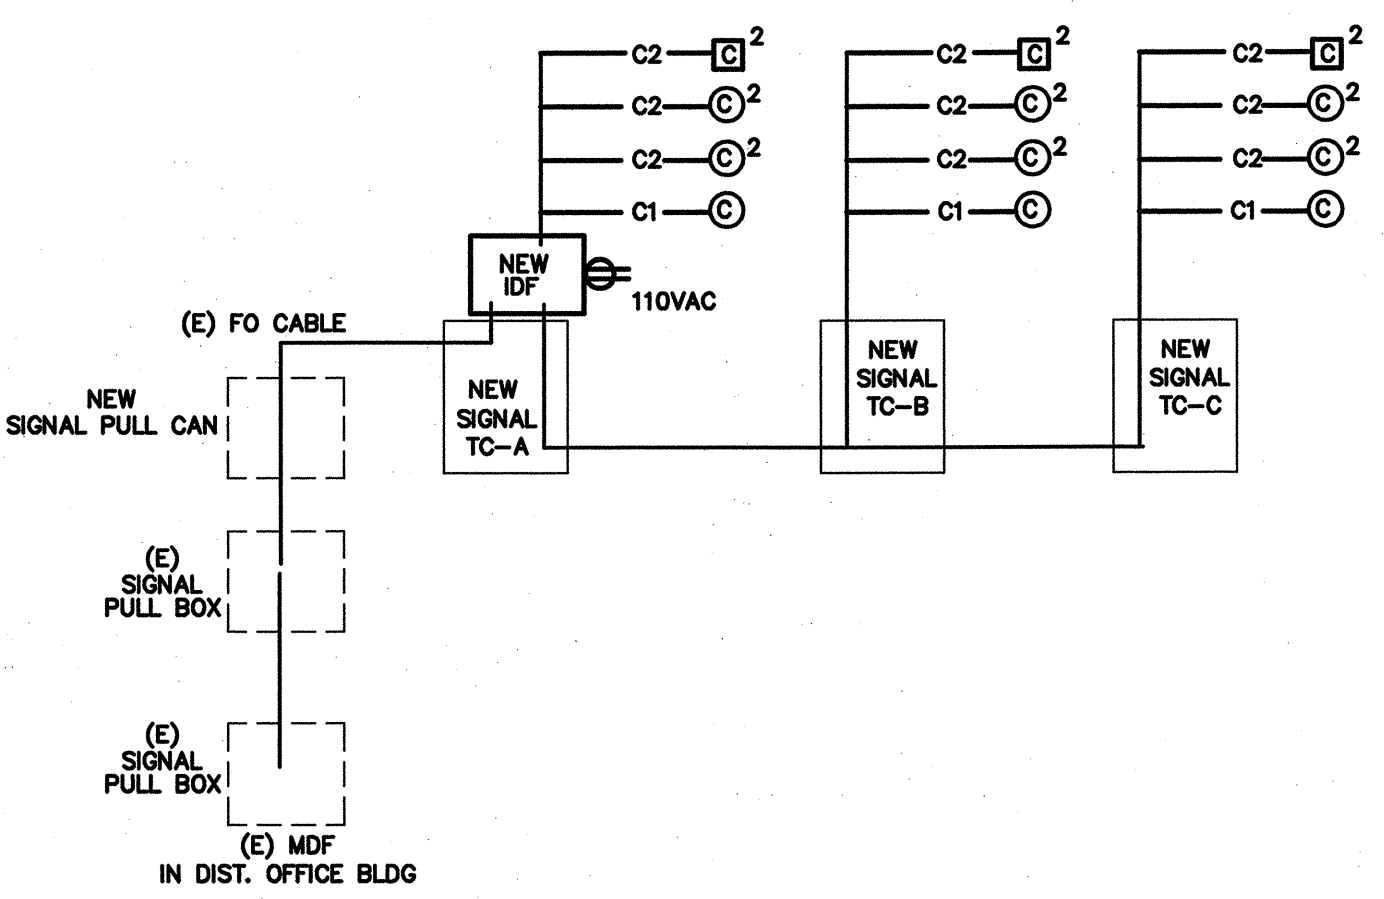 C2 C 2 C2 C 2 C2 C 2
C2 C 2 C2 C 2 C2 C 2
C2 C 2 C2 C 2 C2 C 2
C1 C C1 C C1 C
NEW
IDF
110VAC
(E) FO CABLE
NEW
SIGNAL PULL CAN
NEW
SIGNAL
TC-A
NEW
SIGNAL
TC-B
NEW
SIGNAL
TC-C
(E)
SIGNAL
PULL BOX
(E)
SIGNAL
PULL BOX
(E) MDF
IN DIST. OFFICE BLDG